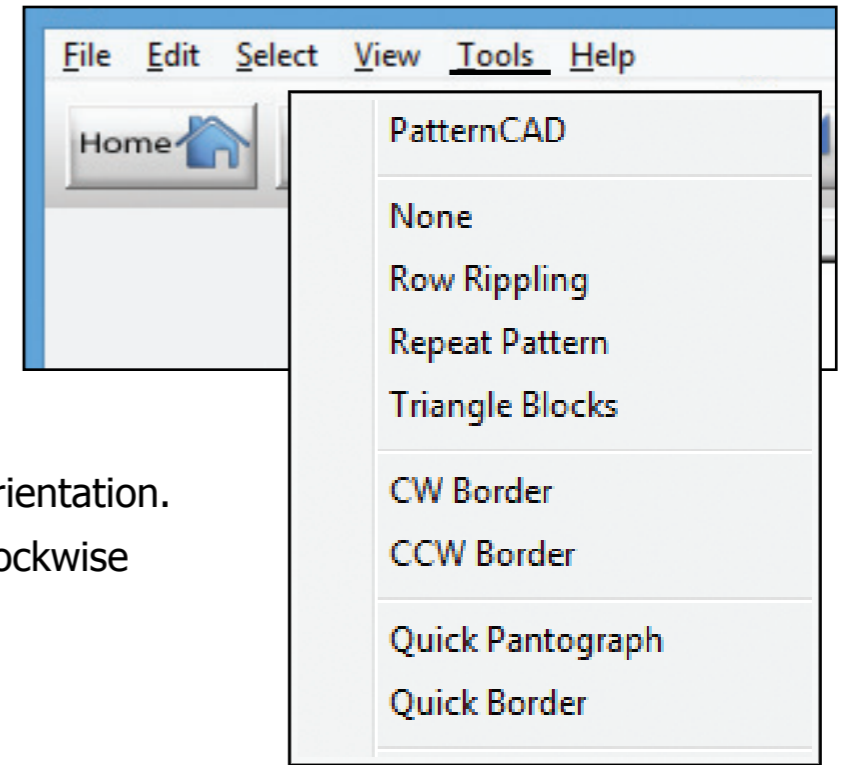 File Edit Select View Tools Help
Home
PatternCAD
None
Row Rippling
Repeat Pattern
Triangle Blocks
CW Border
CCW Border
Quick Pantograph
Quick Border